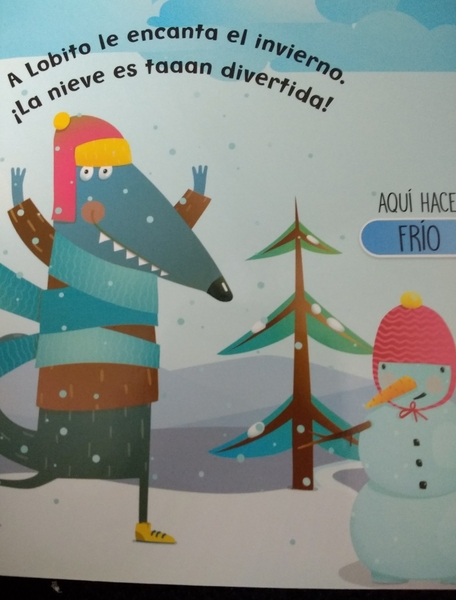 A Lobito le encanta el invierno.
¡La nieve es taaan divertida!
AQUÍ HACE
FRÍO